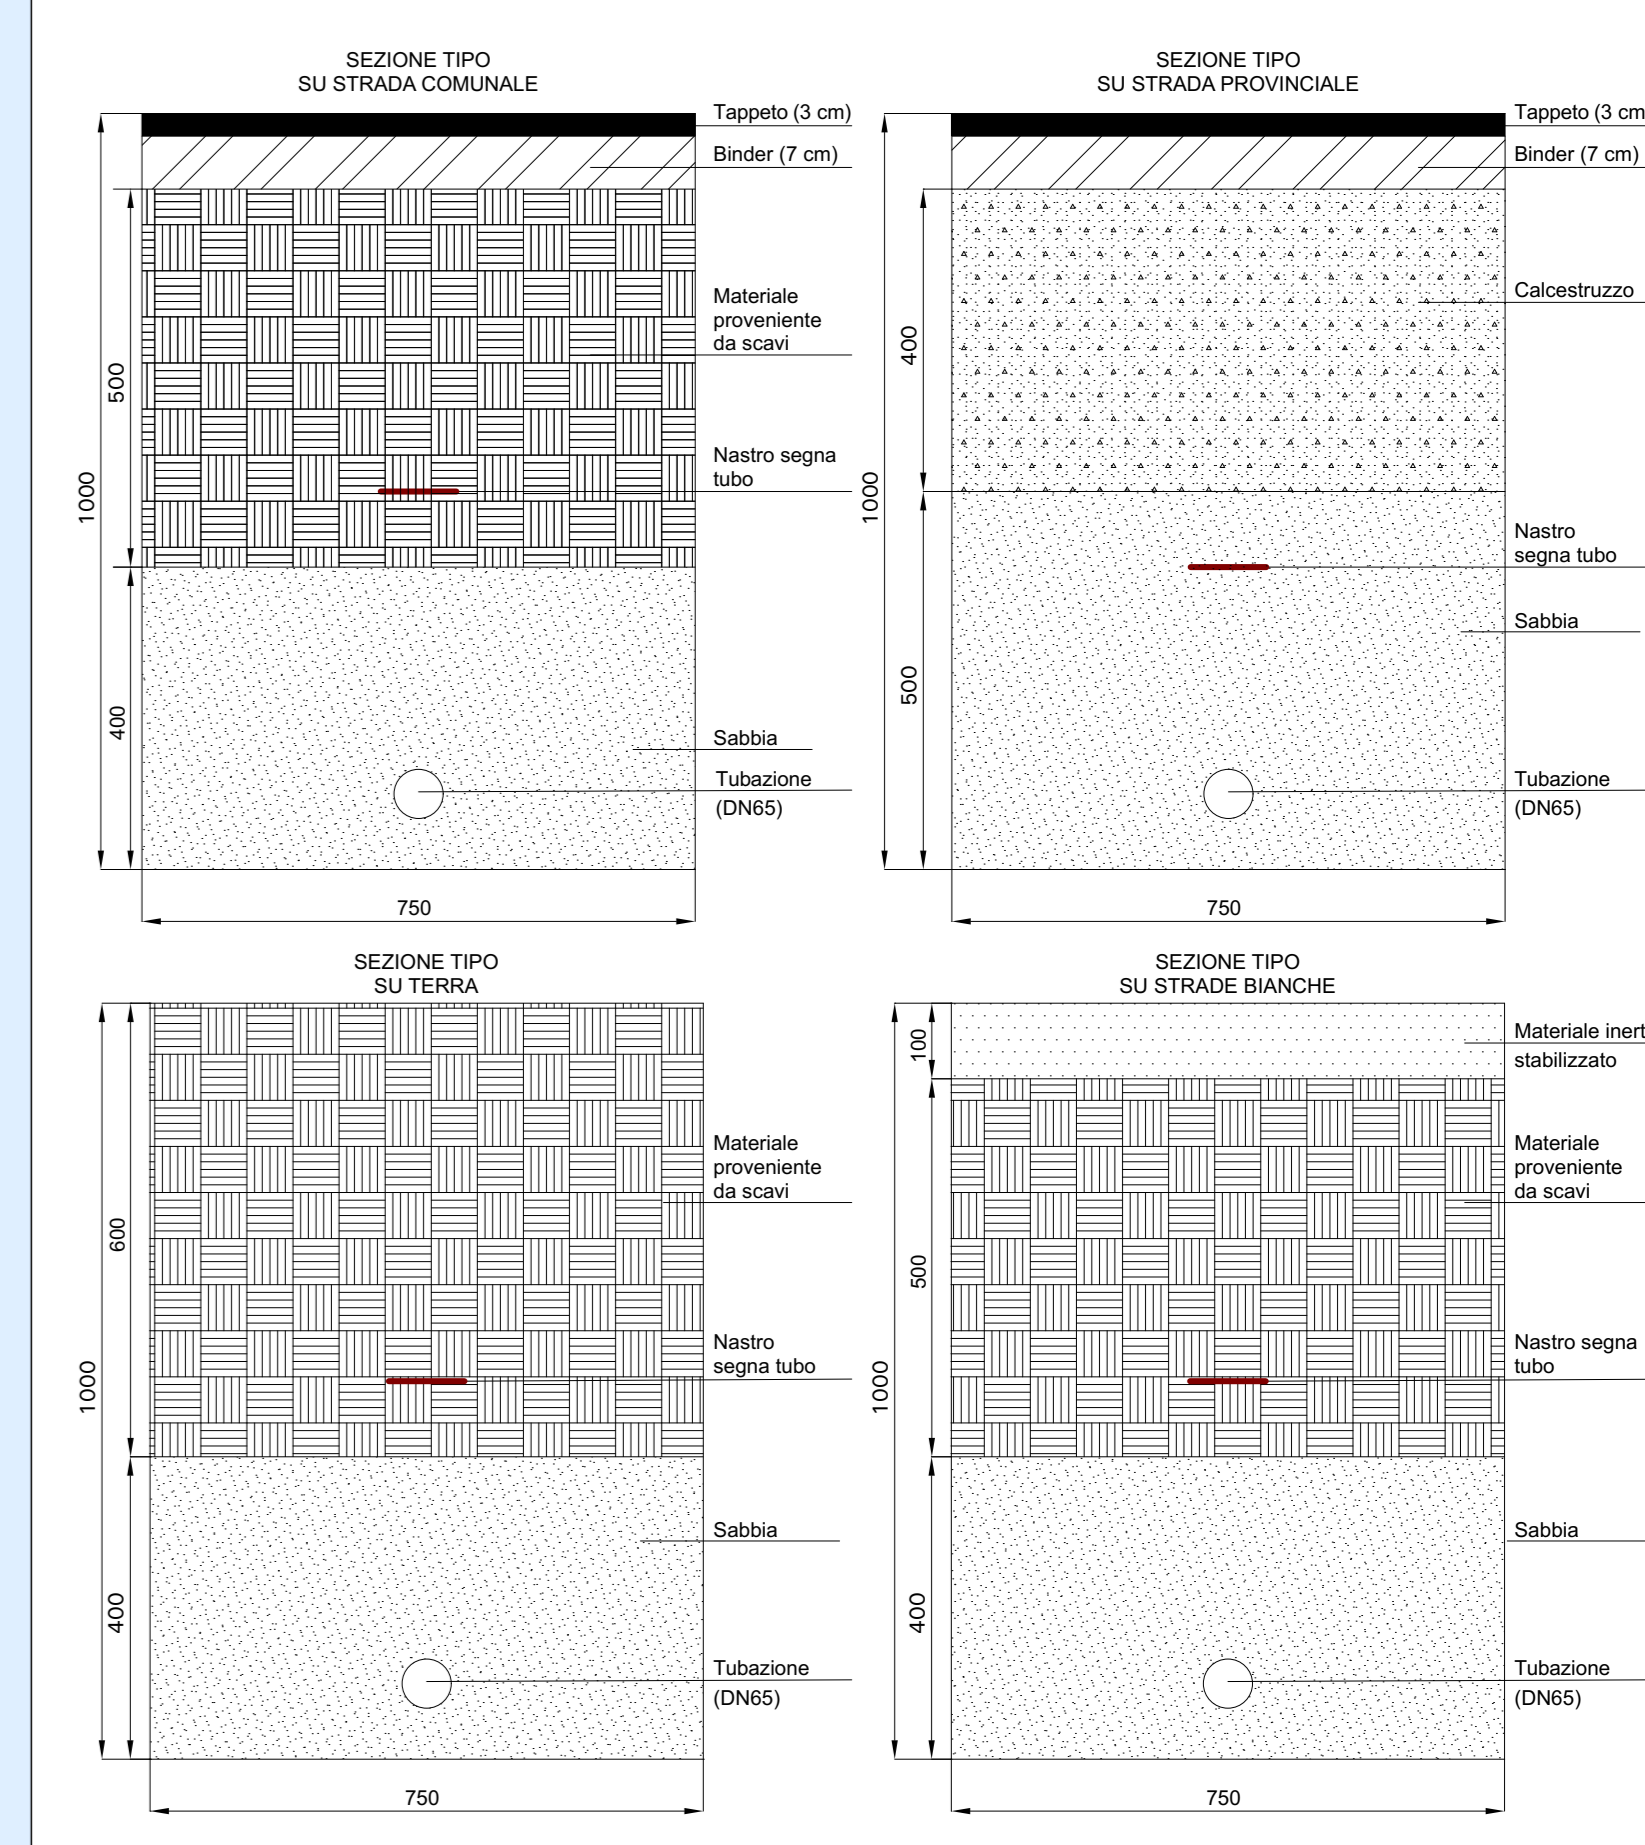 SEZIONE TIPO
SU STRADA COMUNALE
Tappeto (3 cm)
Binder (7 cm)
Materiale
proveniente
da scavi
Nastro segna
tubo
Sabbia
Tubazione
(DN65)
500
1000
400
750
SEZIONE TIPO
SU STRADA PROVINCIALE
Tappeto (3 cm
Binder (7 cm)
Calcestruzzo
Nastro
segna tubo
Sabbia
Tubazione
(DN65)
400
1000
500
750
SEZIONE TIPO
SU TERRA
Materiale
proveniente
da scavi
Nastro
segna tubo
Sabbia
Tubazione
(DN65)
600
1000
400
750
SEZIONE TIPO
SU STRADE BIANCHE
Materiale inert
stabilizzato
Materiale
proveniente
da scavi
Nastro segna
tubo
Sabbia
Tubazione
(DN65)
100
500
1000
400
750